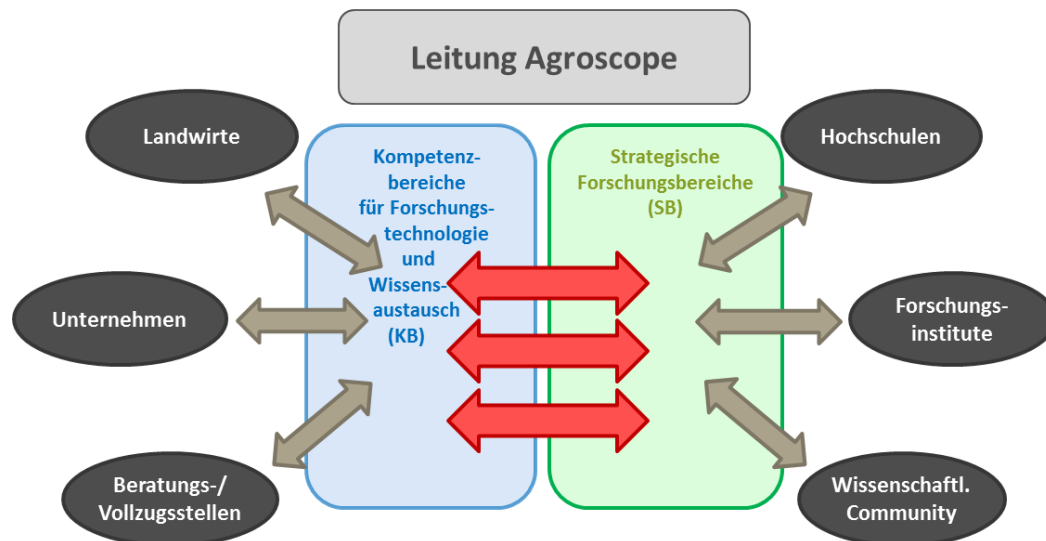 Leitung Agroscope
Landwirte
Unternehmen
Beratungs-/
Vollzugsstellen
Kompetenz-
bereiche
für Forschungs-
technologie
und
Wissens-
austausch
(KB)
Strategische
Forschungsbereiche
(SB)
Hochschulen
Forschungs-
institute
Wissenschaftl.
Community